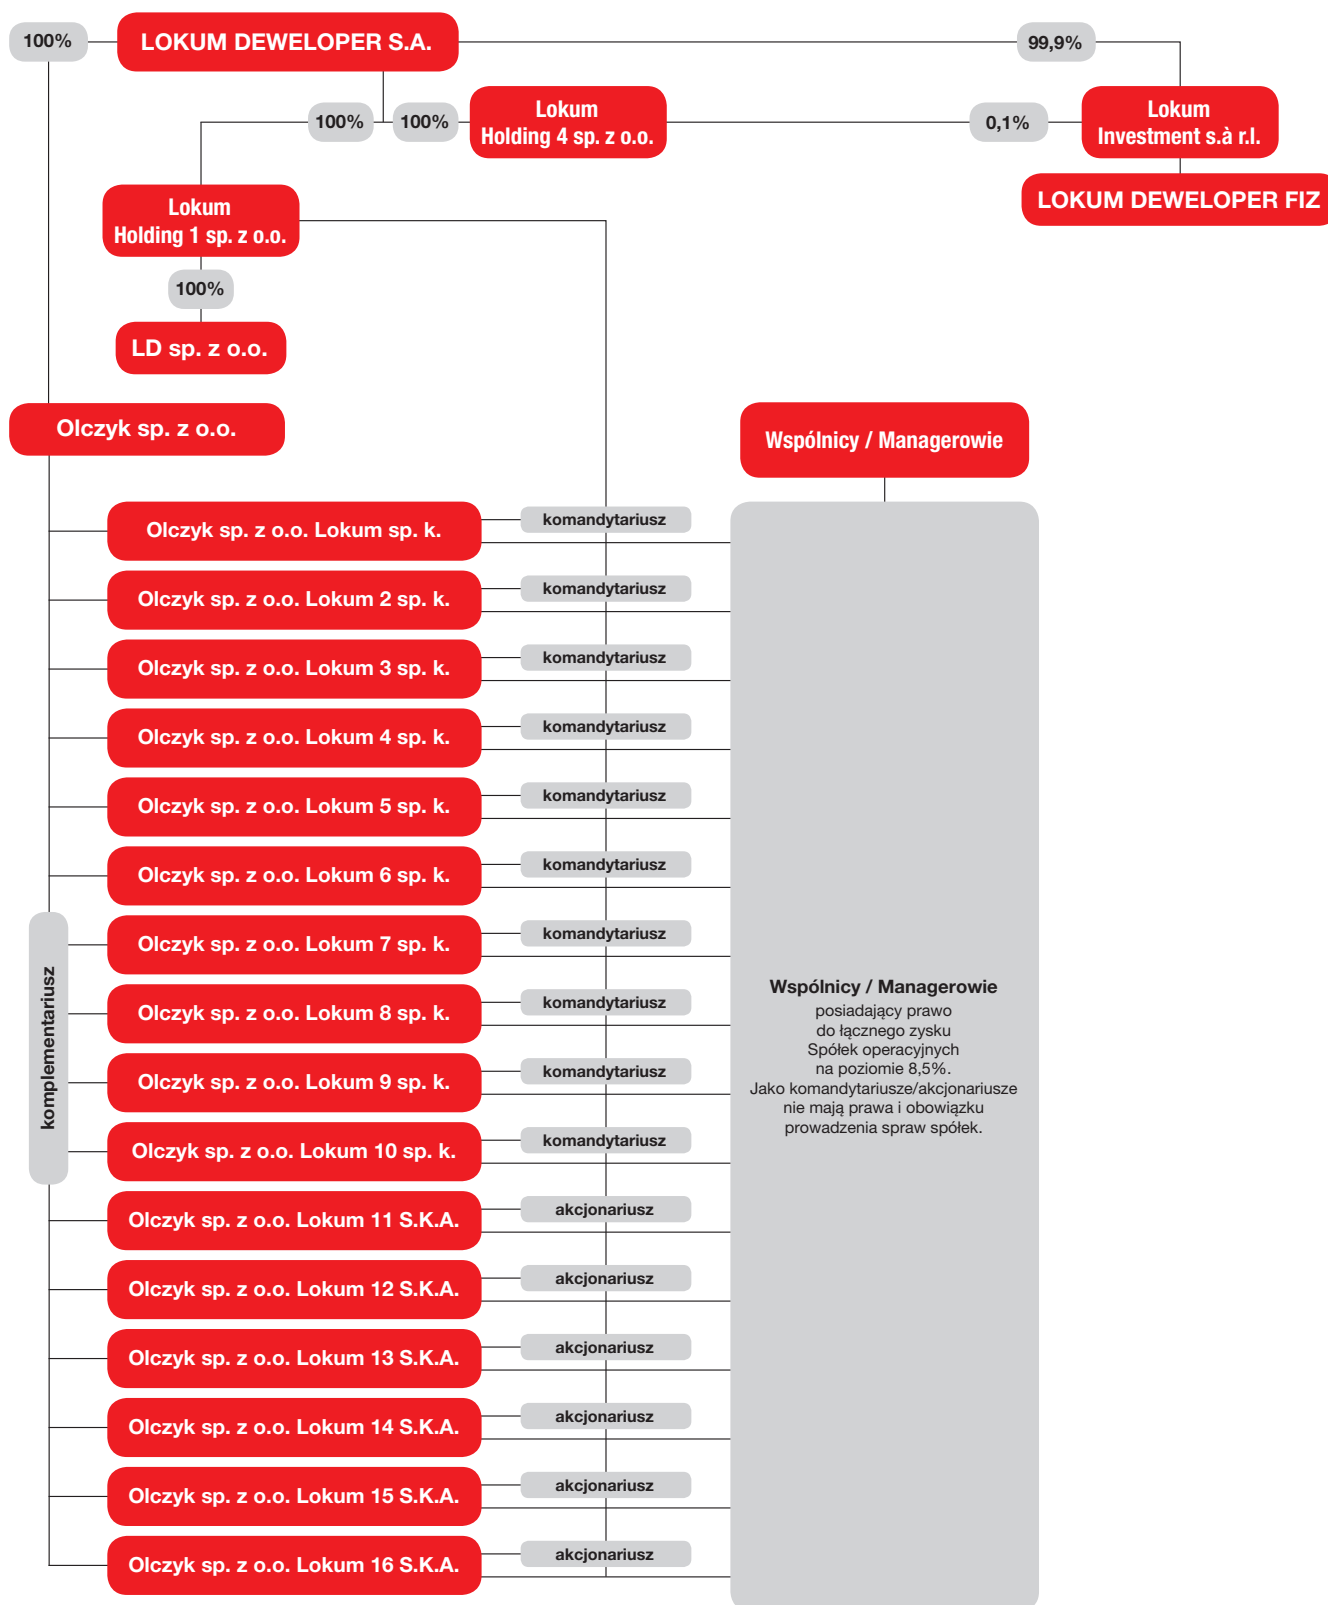 100%
LOKUM DEWELOPER S.A.
99,9%
100%
100%
Lokum
Holding 4 sp. z o.o.
0,1%
Lokum
Investment s.à r.l.
LOKUM DEWELOPER FIZ
Lokum
Holding 1 sp. z o.o.
100%
LD sp. z o.o.
Olczyk sp. z o.o.
Wspólnicy / Managerowie
Olczyk sp. z o.o. Lokum sp. k.
komandytariusz
Olczyk sp. z o.o. Lokum 2 sp. k.
komandytariusz
Olczyk sp. z o.o. Lokum 3 sp. k.
komandytariusz
Olczyk sp. z o.o. Lokum 4 sp. k.
komandytariusz
Olczyk sp. z o.o. Lokum 5 sp. k.
komandytariusz
Olczyk sp. z o.o. Lokum 6 sp. k.
komandytariusz
Olczyk sp. z o.o. Lokum 7 sp. k.
komandytariusz
Olczyk sp. z o.o. Lokum 8 sp. k.
komandytariusz
Olczyk sp. z o.o. Lokum 9 sp. k.
komandytariusz
Olczyk sp. z o.o. Lokum 10 sp. k.
komandytariusz
Olczyk sp. z o.o. Lokum 11 S.K.A.
akcjonariusz
Olczyk sp. z o.o. Lokum 12 S.K.A.
akcjonariusz
Olczyk sp. z o.o. Lokum 13 S.K.A.
akcjonariusz
Olczyk sp. z o.o. Lokum 14 S.K.A.
akcjonariusz
Olczyk sp. z o.o. Lokum 15 S.K.A.
akcjonariusz
Olczyk sp. z o.o. Lokum 16 S.K.A.
akcjonariusz
komplementariusz
Wspólnicy / Managerowie
posiadający prawo
do łącznego zysku
Spółek operacyjnych
na poziomie 8,5%.
Jako komandytariusze/akcjonariusze
nie mają prawa i obowiązku
prowadzenia spraw spółek.